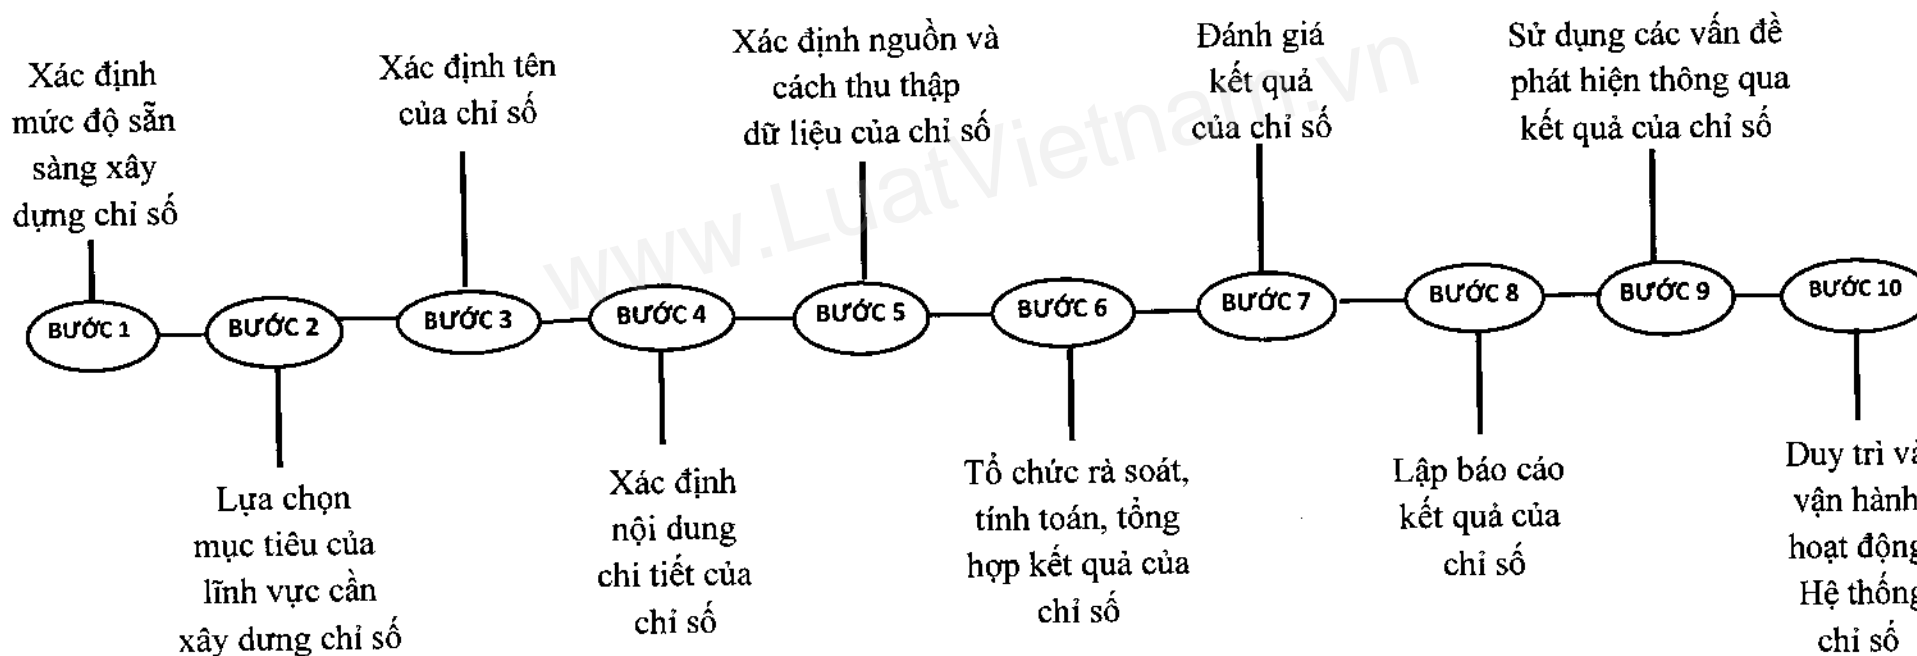 Xác định
mức độ sẵn
sàng xây
dựng chỉ số
Xác định tên
của chỉ số
Xác định nguồn và
cách thu thập
dữ liệu của chỉ số
Đánh giá
kết quả
của chỉ số
Sử dụng các vấn đề
phát hiện thông qua
kết quả của chỉ số
www.LuatVietnam.vn
BƯỚC 1
BƯỚC 2
BƯỚC 3
BƯỚC 4
BƯỚC 5
BƯỚC 6
BƯỚC 7
BƯỚC 8
BƯỚC 9
BƯỚC 10
Lựa chọn
mục tiêu của
lĩnh vực cần
xây dưng chỉ số
Xác định
nội dung
chi tiết của
chỉ số
Tổ chức rà soát,
tính toán, tổng
hợp kết quả của
chỉ số
Lập báo cáo
kết quả của
chỉ số
Duy trì và
vận hành
hoạt động
Hệ thống
chỉ số